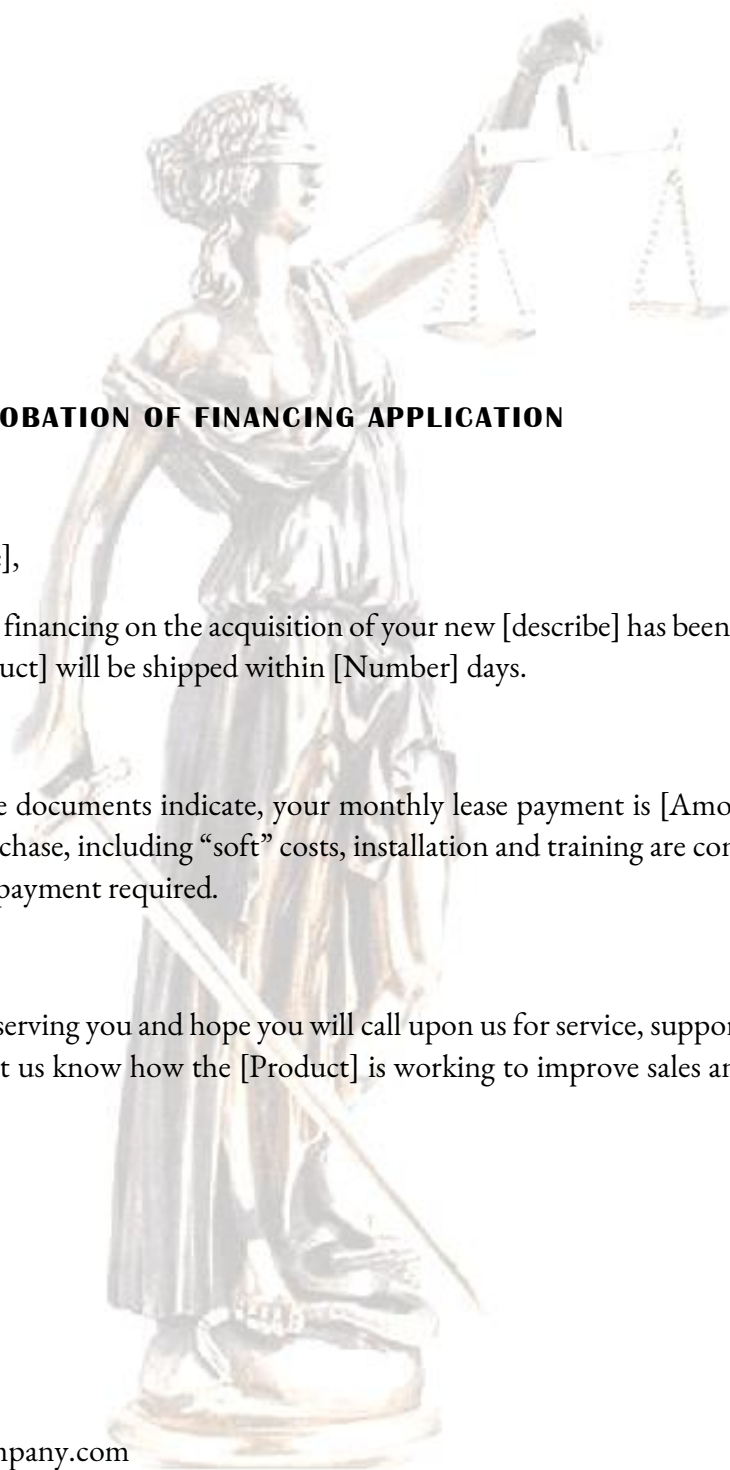 OBATION OF FINANCING APPLICATION
],
financing on the acquisition of your new [describe] has been
uct] will be shipped within [Number] days.
e documents indicate, your monthly lease payment is [Amo
chase, including “soft” costs, installation and training are con
payment required.
serving you and hope you will call upon us for service, suppor
t us know how the [Product] is working to improve sales an
mpany.com